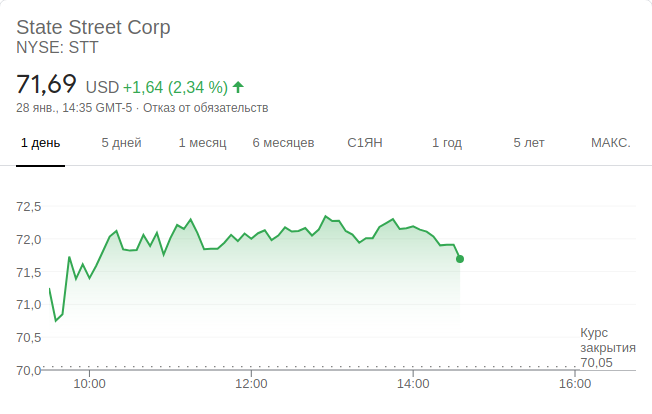 State Street Corp
NYSE: STT
71,69 USD +1,64 (2,34 %)
28 янв., 14:35 GMT-5 · Отказ от обязательств
1 день 5 дней 1 месяц 6 месяцев С1ЯН 1 год 5 лет МАКС.
72,5
72,0
71,5
71,0
70,5
70,0
Курс
закрытия
70,05
10:00 12:00 14:00 16:00